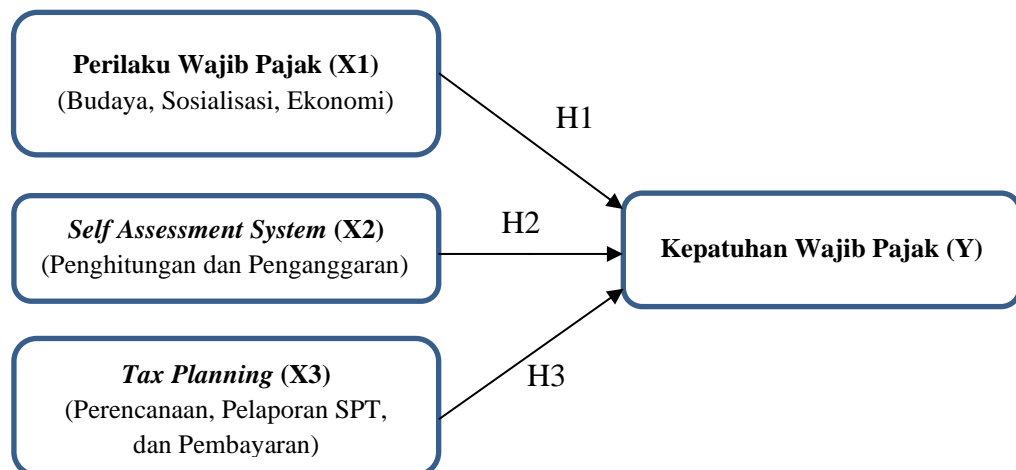 Perilaku Wajib Pajak (X1)
(Budaya, Sosialisasi, Ekonomi)
H1
Self Assessment System (X2)
(Penghitungan dan Penganggaran)
H2
Kepatuhan Wajib Pajak (Y)
Tax Planning (X3)
(Perencanaan, Pelaporan SPT,
dan Pembayaran)
H3